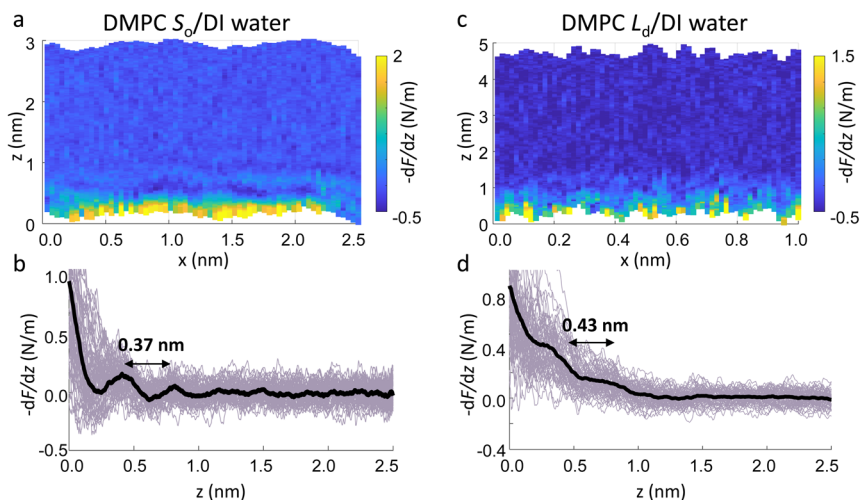 a
DMPC So/DI water
3
2
1
0
z (nm)
0.0 0.5 1.0 1.5 2.0 2.5
x (nm)
2
-0.5
-dF/dz (N/m)
c
DMPC Ld/DI water
5
4
3
2
1
0
z (nm)
0.0 0.2 0.4 0.6 0.8 1.0
x (nm)
1.5
-0.5
-dF/dz (N/m)
b
1.0
0.5
0.0
-0.5
-dF/dz (N/m)
0.37 nm
0.0 0.5 1.0 1.5 2.0 2.5
z (nm)
d
0.8
0.4
0.0
-0.4
-dF/dz (N/m)
0.43 nm
0.0 0.5 1.0 1.5 2.0 2.5
z (nm)